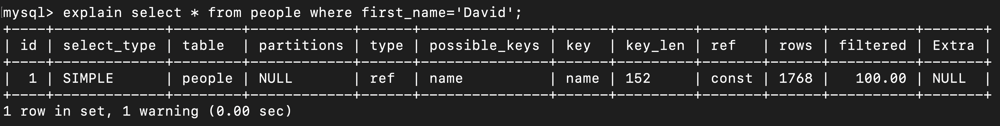 mysql> explain select * from people where first_name='David';
+----+-------------+--------+------------+------+---------------+------+---------+-------+------+----------+-------+
| id | select_type | table  | partitions | type | possible_keys | key  | key_len | ref   | rows | filtered | Extra |
+----+-------------+--------+------------+------+---------------+------+---------+-------+------+----------+-------+
|  1 | SIMPLE      | people | NULL       | ref  | name          | name | 152     | const | 1768 |   100.00 | NULL  |
+----+-------------+--------+------------+------+---------------+------+---------+-------+------+----------+-------+
1 row in set, 1 warning (0.00 sec)